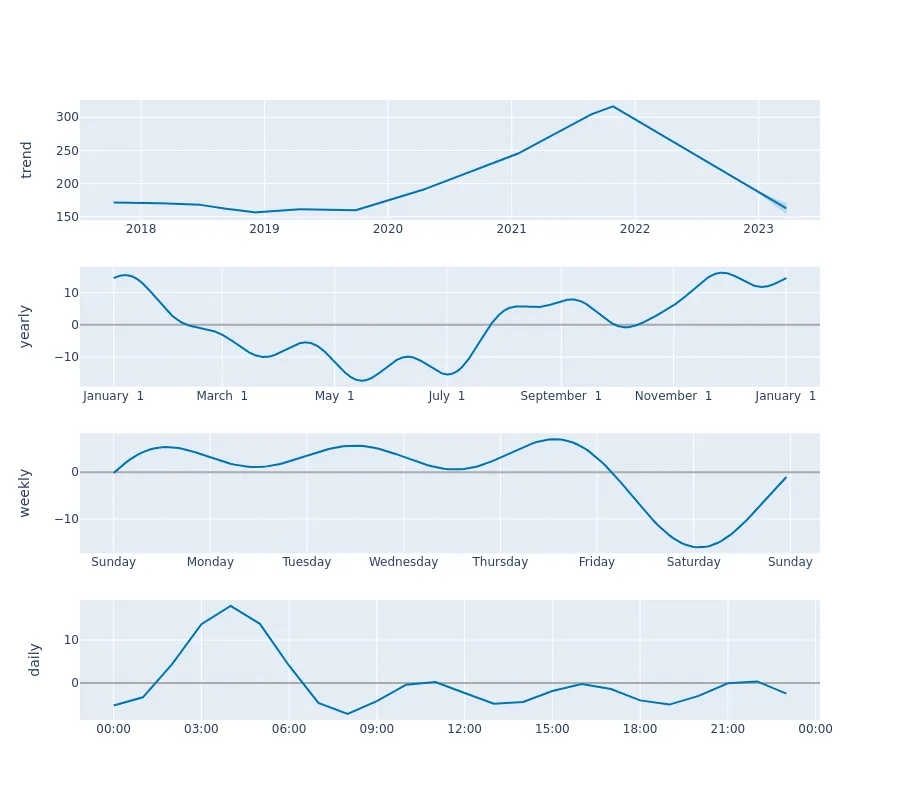 trend
300
250
200
150
2018 2019 2020 2021 2022 2023
yearly
10
0
−10
January 1 March 1 May 1 July 1 September 1 November 1 January 1
weekly
0
−10
Sunday Monday Tuesday Wednesday Thursday Friday Saturday Sunday
daily
10
0
00:00 03:00 06:00 09:00 12:00 15:00 18:00 21:00 00:00